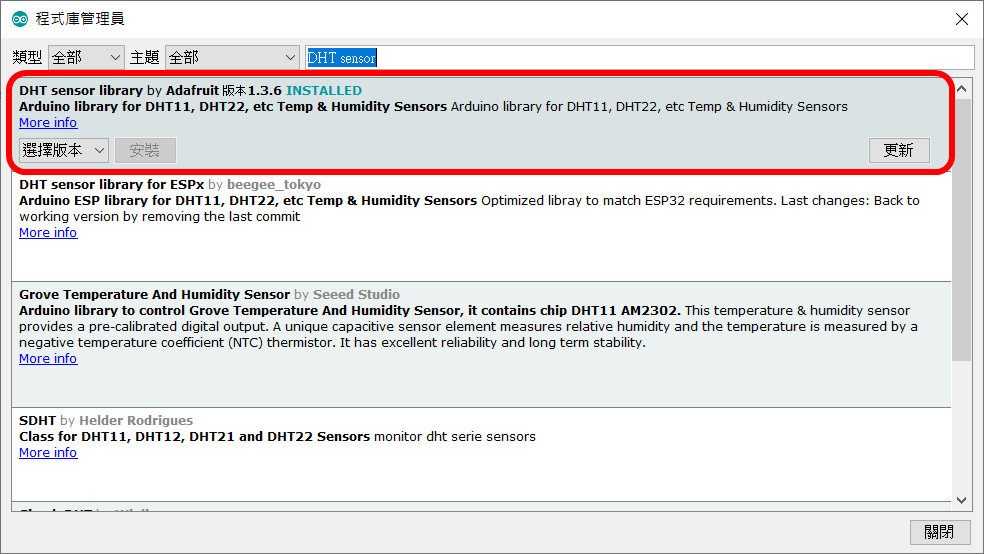 程式庫管理員
類型 全部 主題 全部 DHT sensor
DHT sensor library by Adafruit 版本1.3.6 INSTALLED
Arduino library for DHT11, DHT22, etc Temp & Humidity Sensors Arduino library for DHT11, DHT22, etc Temp & Humidity Sensors
More info
選擇版本 安裝 更新
DHT sensor library for ESPx by beegee_tokyo
Arduino ESP library for DHT11, DHT22, etc Temp & Humidity Sensors Optimized libray to match ESP32 requirements. Last changes: Back to
working version by removing the last commit
More info
Grove Temperature And Humidity Sensor by Seeed Studio
Arduino library to control Grove Temperature And Humidity Sensor, it contains chip DHT11 AM2302. This temperature & humidity sensor
provides a pre-calibrated digital output. A unique capacitive sensor element measures relative humidity and the temperature is measured by a
negative temperature coefficient (NTC) thermistor. It has excellent reliability and long term stability.
More info
SDHT by Helder Rodrigues
Class for DHT11, DHT12, DHT21 and DHT22 Sensors monitor dht serie sensors
More info
關閉